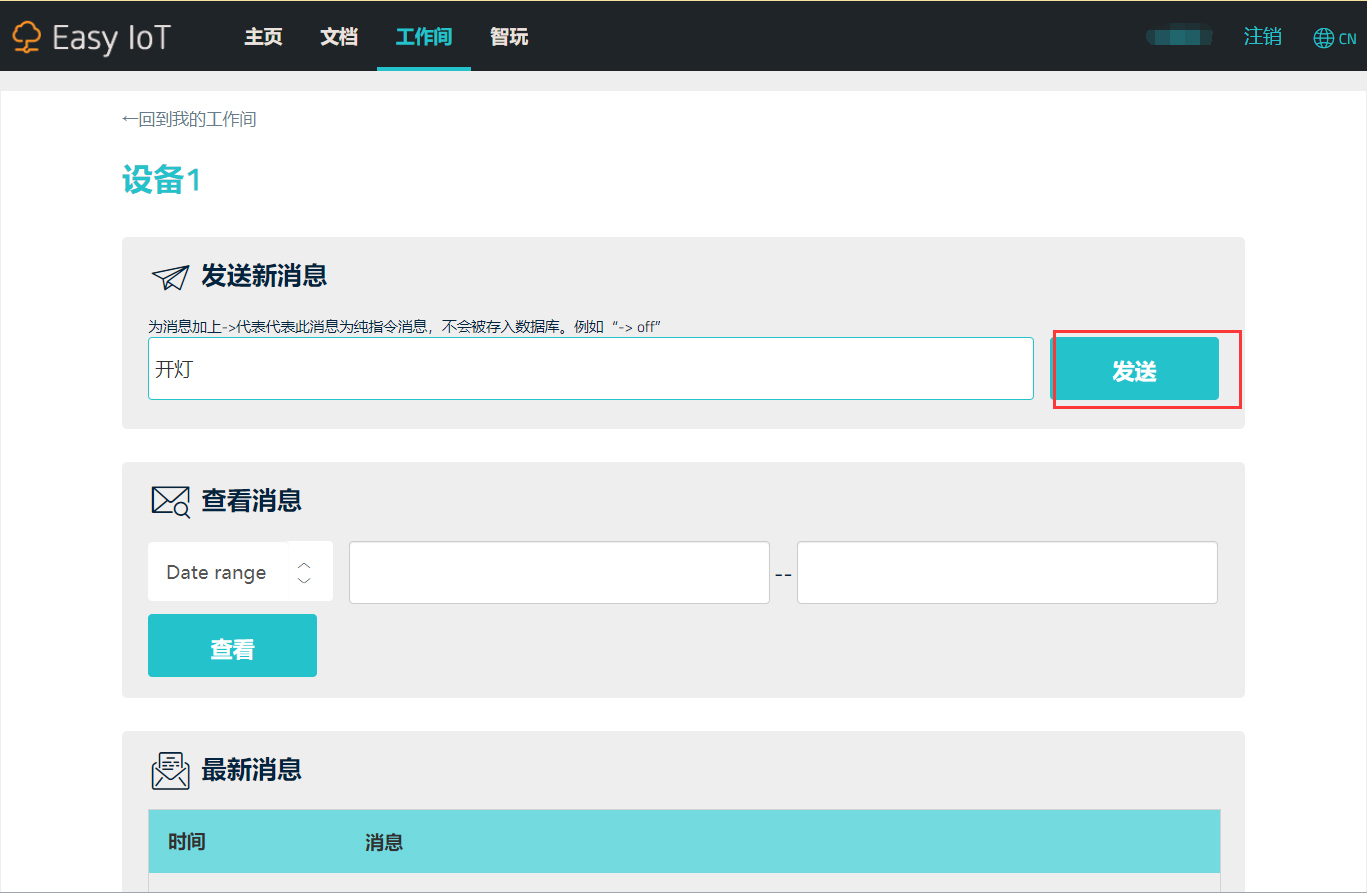 Easy IoT 主页 文档 工作间 智玩 注销 CN
←回到我的工作间
设备1
发送新消息
为消息加上->代表代表此消息为纯指令消息，不会被存入数据库。例如“-> off”
开灯 发送
查看消息
Date range --
查看
最新消息
时间 消息